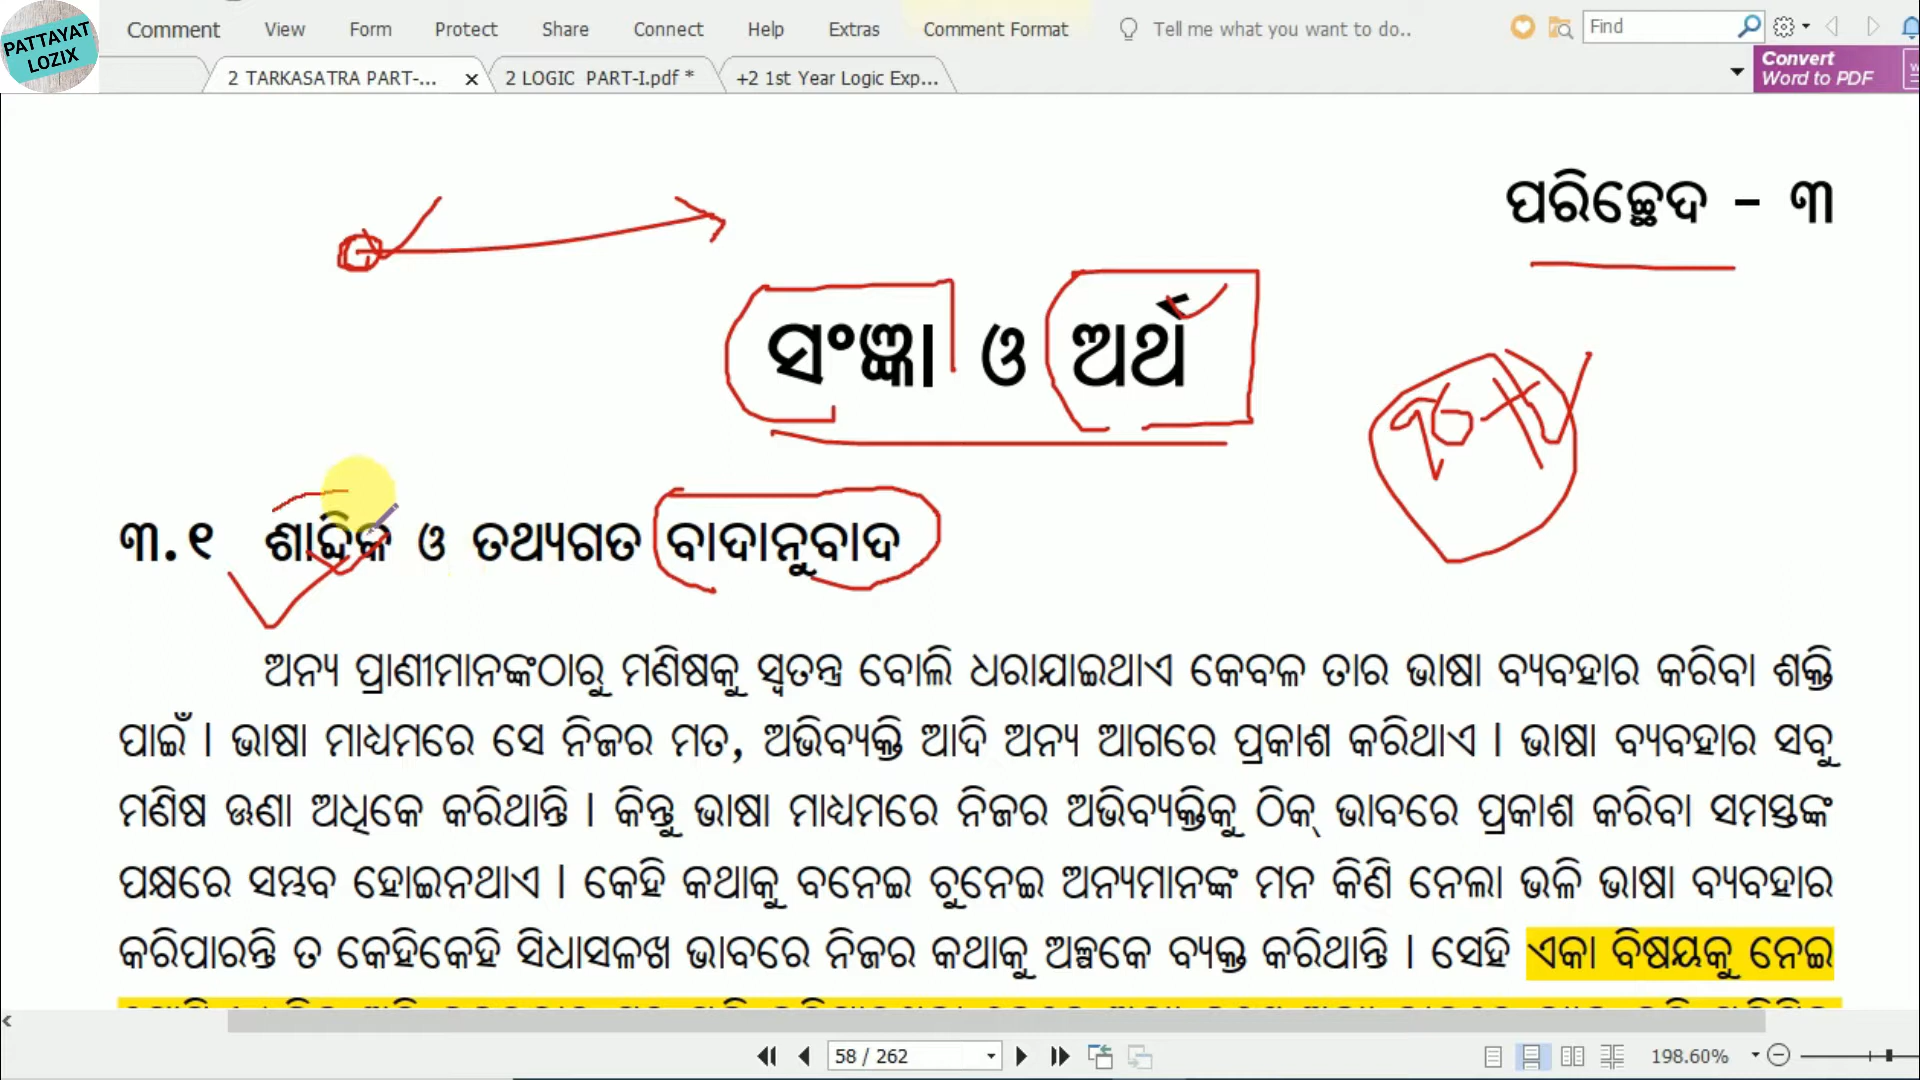 PATTAYAT
LOZIX
Comment View Form Protect Share Connect Help Extras Comment Format Tell me what you want to do.. Find
2 TARKASATRA PART-... 2 LOGIC PART-I.pdf * +2 1st Year Logic Exp... Convert
Word to PDF
ପରିଚ୍ଛେଦ - ୩
ସଂଜ୍ଞା ଓ ଅର୍ଥ
୩.୧ ଶାବ୍ଦିକ ଓ ତଥ୍ୟଗତ ବାଦାନୁବାଦ
ଅନ୍ୟ ପ୍ରାଣୀମାନଙ୍କଠାରୁ ମଣିଷକୁ ସ୍ୱତନ୍ତ୍ର ବୋଲି ଧରାଯାଇଥାଏ କେବଳ ତାର ଭାଷା ବ୍ୟବହାର କରିବା ଶକ୍ତି
ପାଇଁ । ଭାଷା ମାଧ୍ୟମରେ ସେ ନିଜର ମତ, ଅଭିବ୍ୟକ୍ତି ଆଦି ଅନ୍ୟ ଆଗରେ ପ୍ରକାଶ କରିଥାଏ । ଭାଷା ବ୍ୟବହାର ସବୁ
ମଣିଷ ଊଣା ଅଧିକେ କରିଥାନ୍ତି । କିନ୍ତୁ ଭାଷା ମାଧ୍ୟମରେ ନିଜର ଅଭିବ୍ୟକ୍ତିକୁ ଠିକ୍ ଭାବରେ ପ୍ରକାଶ କରିବା ସମସ୍ତଙ୍କ
ପକ୍ଷରେ ସମ୍ଭବ ହୋଇନଥାଏ । କେହି କଥାକୁ ବନେଇ ଚୁନେଇ ଅନ୍ୟମାନଙ୍କ ମନ କିଣି ନେଲା ଭଳି ଭାଷା ବ୍ୟବହାର
କରିପାରନ୍ତି ତ କେହିକେହି ସିଧାସଳଖ ଭାବରେ ନିଜର କଥାକୁ ଅଳ୍ପକେ ବ୍ୟକ୍ତ କରିଥାନ୍ତି । ସେହି ଏକା ବିଷୟକୁ ନେଇ
58 / 262 198.60%